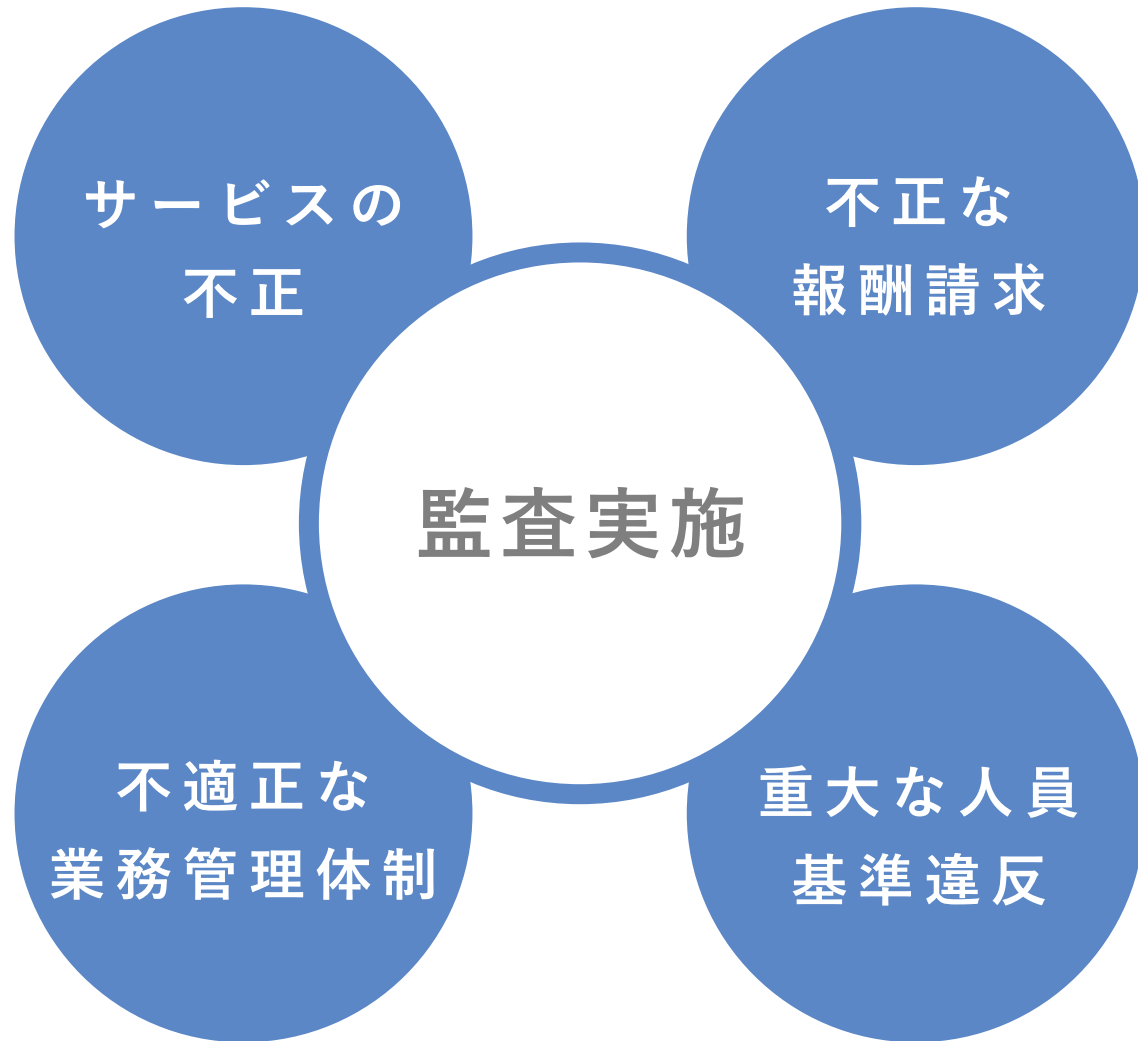 サービスの
不正
不正な
報酬請求
監査実施
不適正な
業務管理体制
重大な人員
基準違反